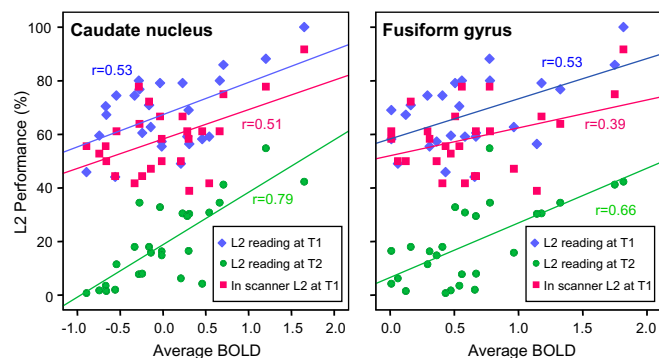 Caudate nucleus
Fusiform gyrus
L2 Performance (%)
100
80
60
40
20
0
r=0.53
r=0.51
r=0.79
L2 reading at T1
L2 reading at T2
In scanner L2 at T1
-1.0 -0.5 0.0 0.5 1.0 1.5 2.0
Average BOLD
r=0.53
r=0.39
r=0.66
L2 reading at T1
L2 reading at T2
In scanner L2 at T1
0.0 0.5 1.0 1.5 2.0
Average BOLD